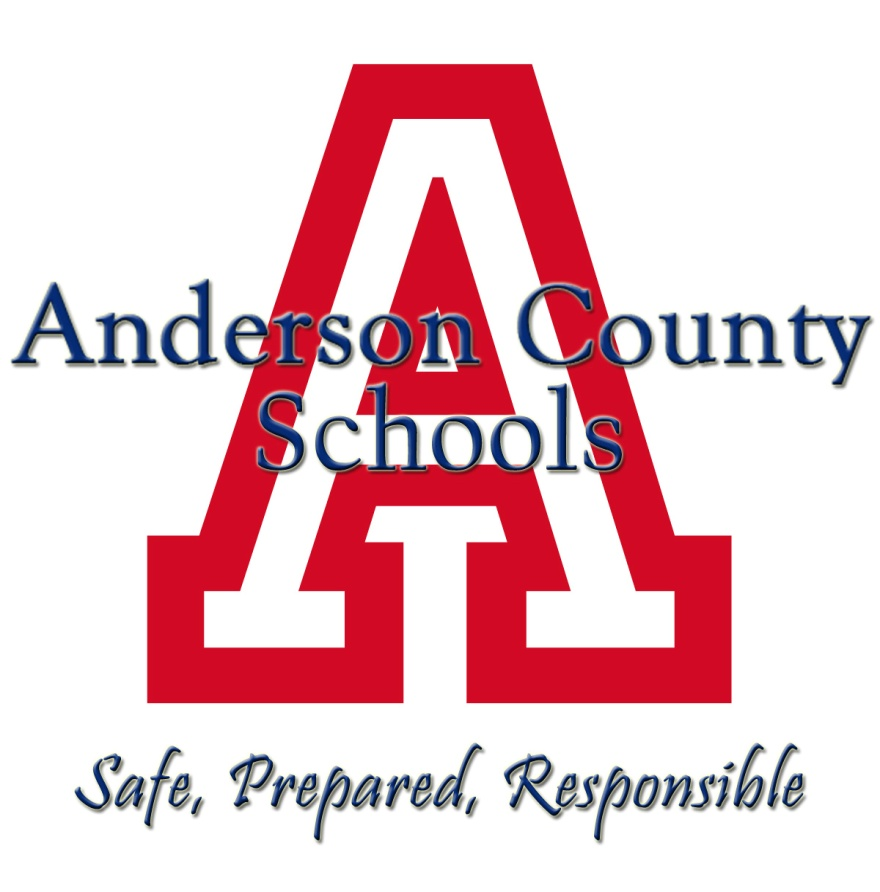 A
Anderson County
Schools
Safe, Prepared, Responsible